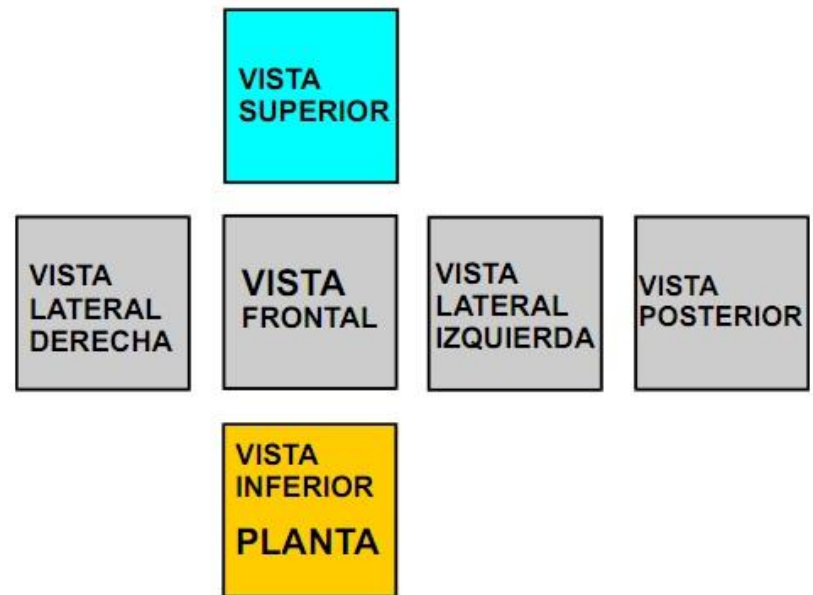 VISTA
SUPERIOR
VISTA
LATERAL
DERECHA
VISTA
FRONTAL
VISTA
LATERAL
IZQUIERDA
VISTA
POSTERIOR
VISTA
INFERIOR
PLANTA